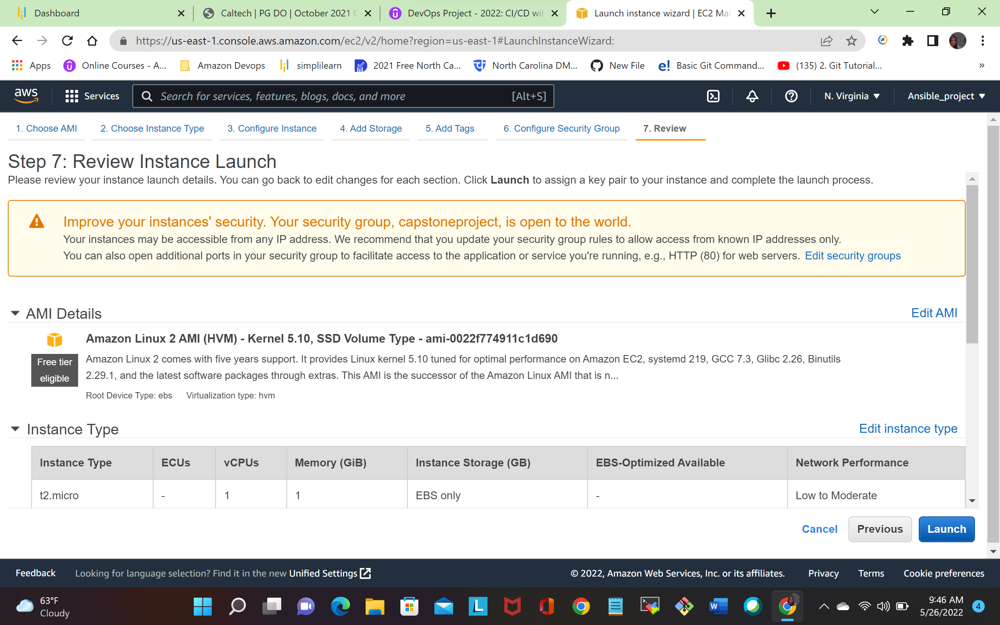 Dashboard
Caltech | PG DO | October 2021 C
DevOps Project - 2022: CI/CD wit
Launch instance wizard | EC2 Mar
https://us-east-1.console.aws.amazon.com/ec2/v2/home?region=us-east-1#LaunchInstanceWizard:
Apps
Online Courses - A...
Amazon Devops
simplilearn
2021 Free North Ca...
North Carolina DM...
New File
Basic Git Command...
(135) 2. Git Tutorial...
»
aws
Services
Search for services, features, blogs, docs, and more
[Alt+S]
N. Virginia
Ansible_project
1. Choose AMI
2. Choose Instance Type
3. Configure Instance
4. Add Storage
5. Add Tags
6. Configure Security Group
7. Review
Step 7: Review Instance Launch
Please review your instance launch details. You can go back to edit changes for each section. Click Launch to assign a key pair to your instance and complete the launch process.
Improve your instances' security. Your security group, capstoneproject, is open to the world.
Your instances may be accessible from any IP address. We recommend that you update your security group rules to allow access from known IP addresses only.
You can also open additional ports in your security group to facilitate access to the application or service you're running, e.g., HTTP (80) for web servers. Edit security groups
AMI Details
Edit AMI
Amazon Linux 2 AMI (HVM) - Kernel 5.10, SSD Volume Type - ami-0022f774911c1d690
Free tier
eligible
Amazon Linux 2 comes with five years support. It provides Linux kernel 5.10 tuned for optimal performance on Amazon EC2, systemd 219, GCC 7.3, Glibc 2.26, Binutils
2.29.1, and the latest software packages through extras. This AMI is the successor of the Amazon Linux AMI that is n...
Root Device Type: ebs Virtualization type: hvm
Instance Type
Edit instance type
Instance Type ECUs vCPUs Memory (GiB) Instance Storage (GB) EBS-Optimized Available Network Performance
t2.micro - 1 1 EBS only - Low to Moderate
Cancel
Previous
Launch
Feedback
Looking for language selection? Find it in the new Unified Settings
© 2022, Amazon Web Services, Inc. or its affiliates.
Privacy
Terms
Cookie preferences
63°F
Cloudy
9:46 AM
5/26/2022
4